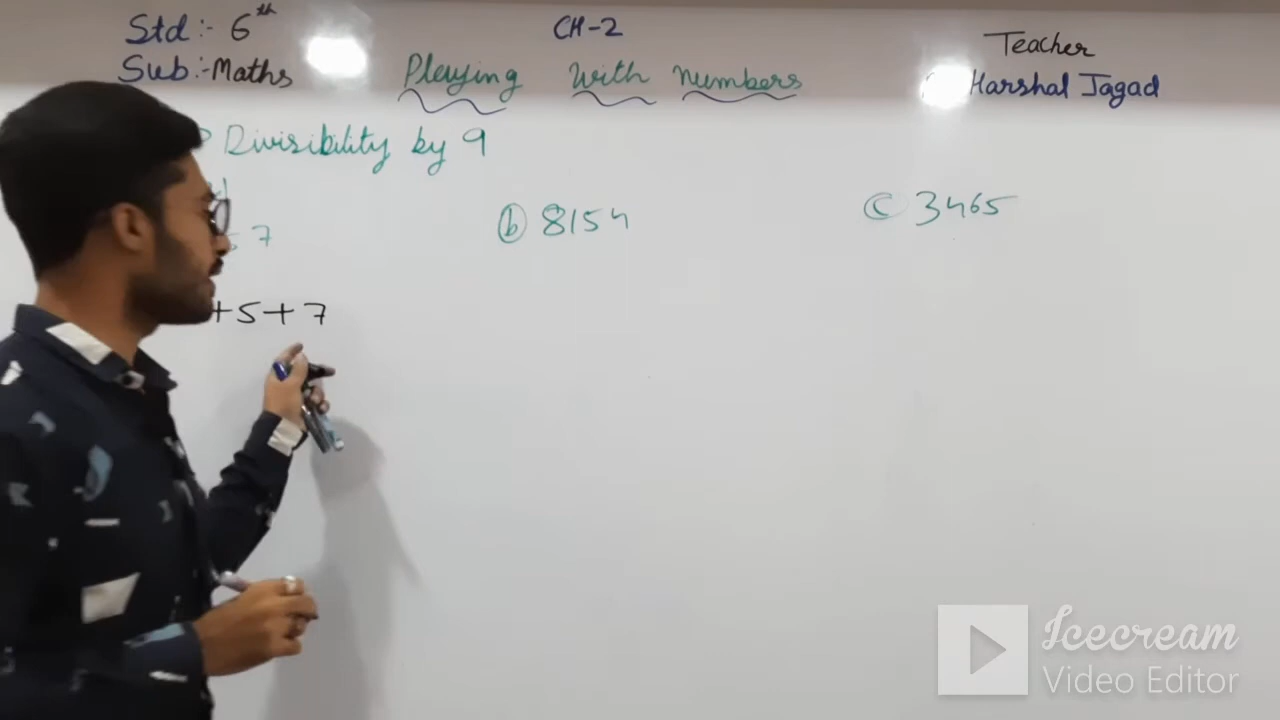 Std:- 6th
CH-2
Teacher
Sub:- Maths
Playing with numbers
Harshal Jagad
Divisibility by 9
7
(b) 8154
(c) 3465
+5+7
Icecream
Video Editor